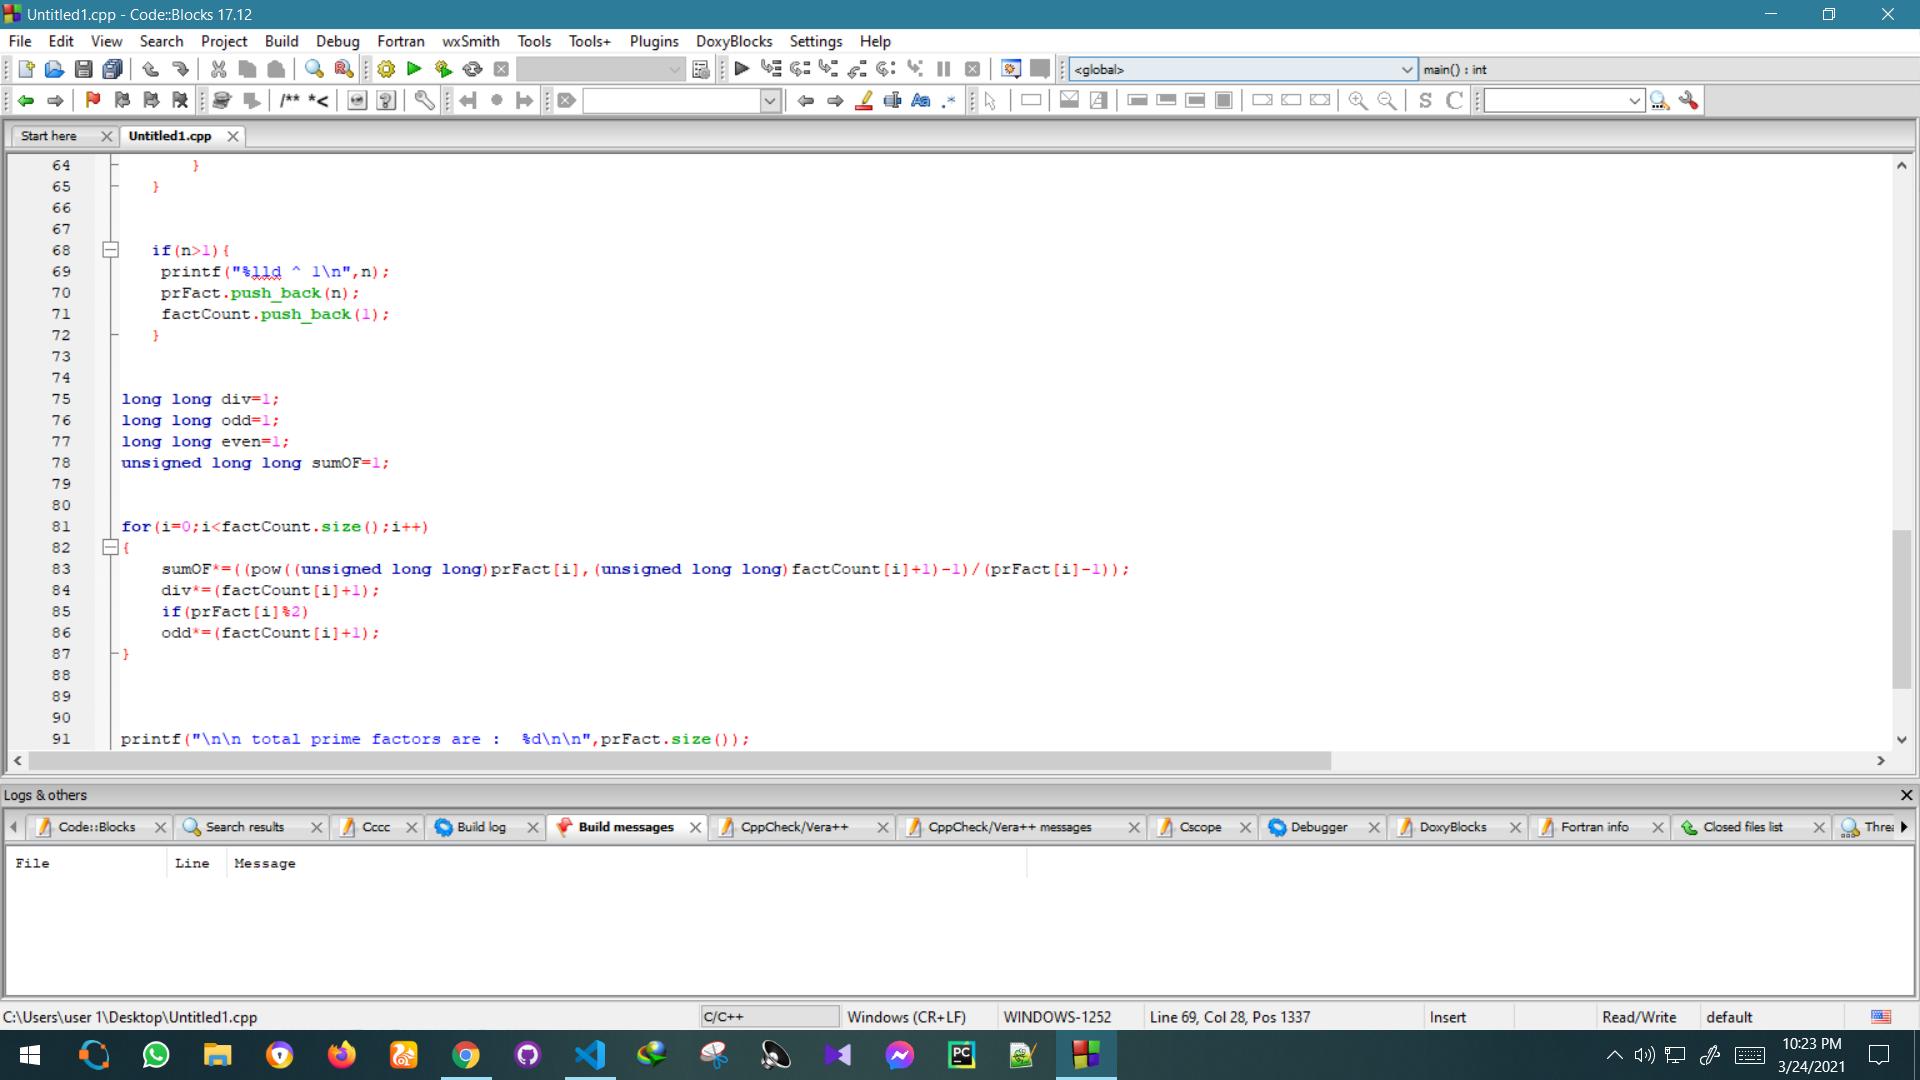 Untitled1.cpp - Code::Blocks 17.12
File Edit View Search Project Build Debug Fortran wxSmith Tools Tools+ Plugins DoxyBlocks Settings Help
<global> main() : int
/** *< S C
Start here Untitled1.cpp
64 }
65 }
66
67
68 if(n>1){
69 printf("%lld ^ 1\n",n);
70 prFact.push_back(n);
71 factCount.push_back(1);
72 }
73
74
75 long long div=1;
76 long long odd=1;
77 long long even=1;
78 unsigned long long sumOF=1;
79
80
81 for(i=0;i<factCount.size();i++)
82 {
83 sumOF*=((pow((unsigned long long)prFact[i],(unsigned long long)factCount[i]+1)-1)/(prFact[i]-1));
84 div*=(factCount[i]+1);
85 if(prFact[i]%2)
86 odd*=(factCount[i]+1);
87 }
88
89
90
91 printf("\n\n total prime factors are :  %d\n\n",prFact.size());
Logs & others
Code::Blocks Search results Cccc Build log Build messages CppCheck/Vera++ CppCheck/Vera++ messages Cscope Debugger DoxyBlocks Fortran info Closed files list Threa
File Line Message
C:\Users\user 1\Desktop\Untitled1.cpp C/C++ Windows (CR+LF) WINDOWS-1252 Line 69, Col 28, Pos 1337 Insert Read/Write default
PC
10:23 PM
3/24/2021